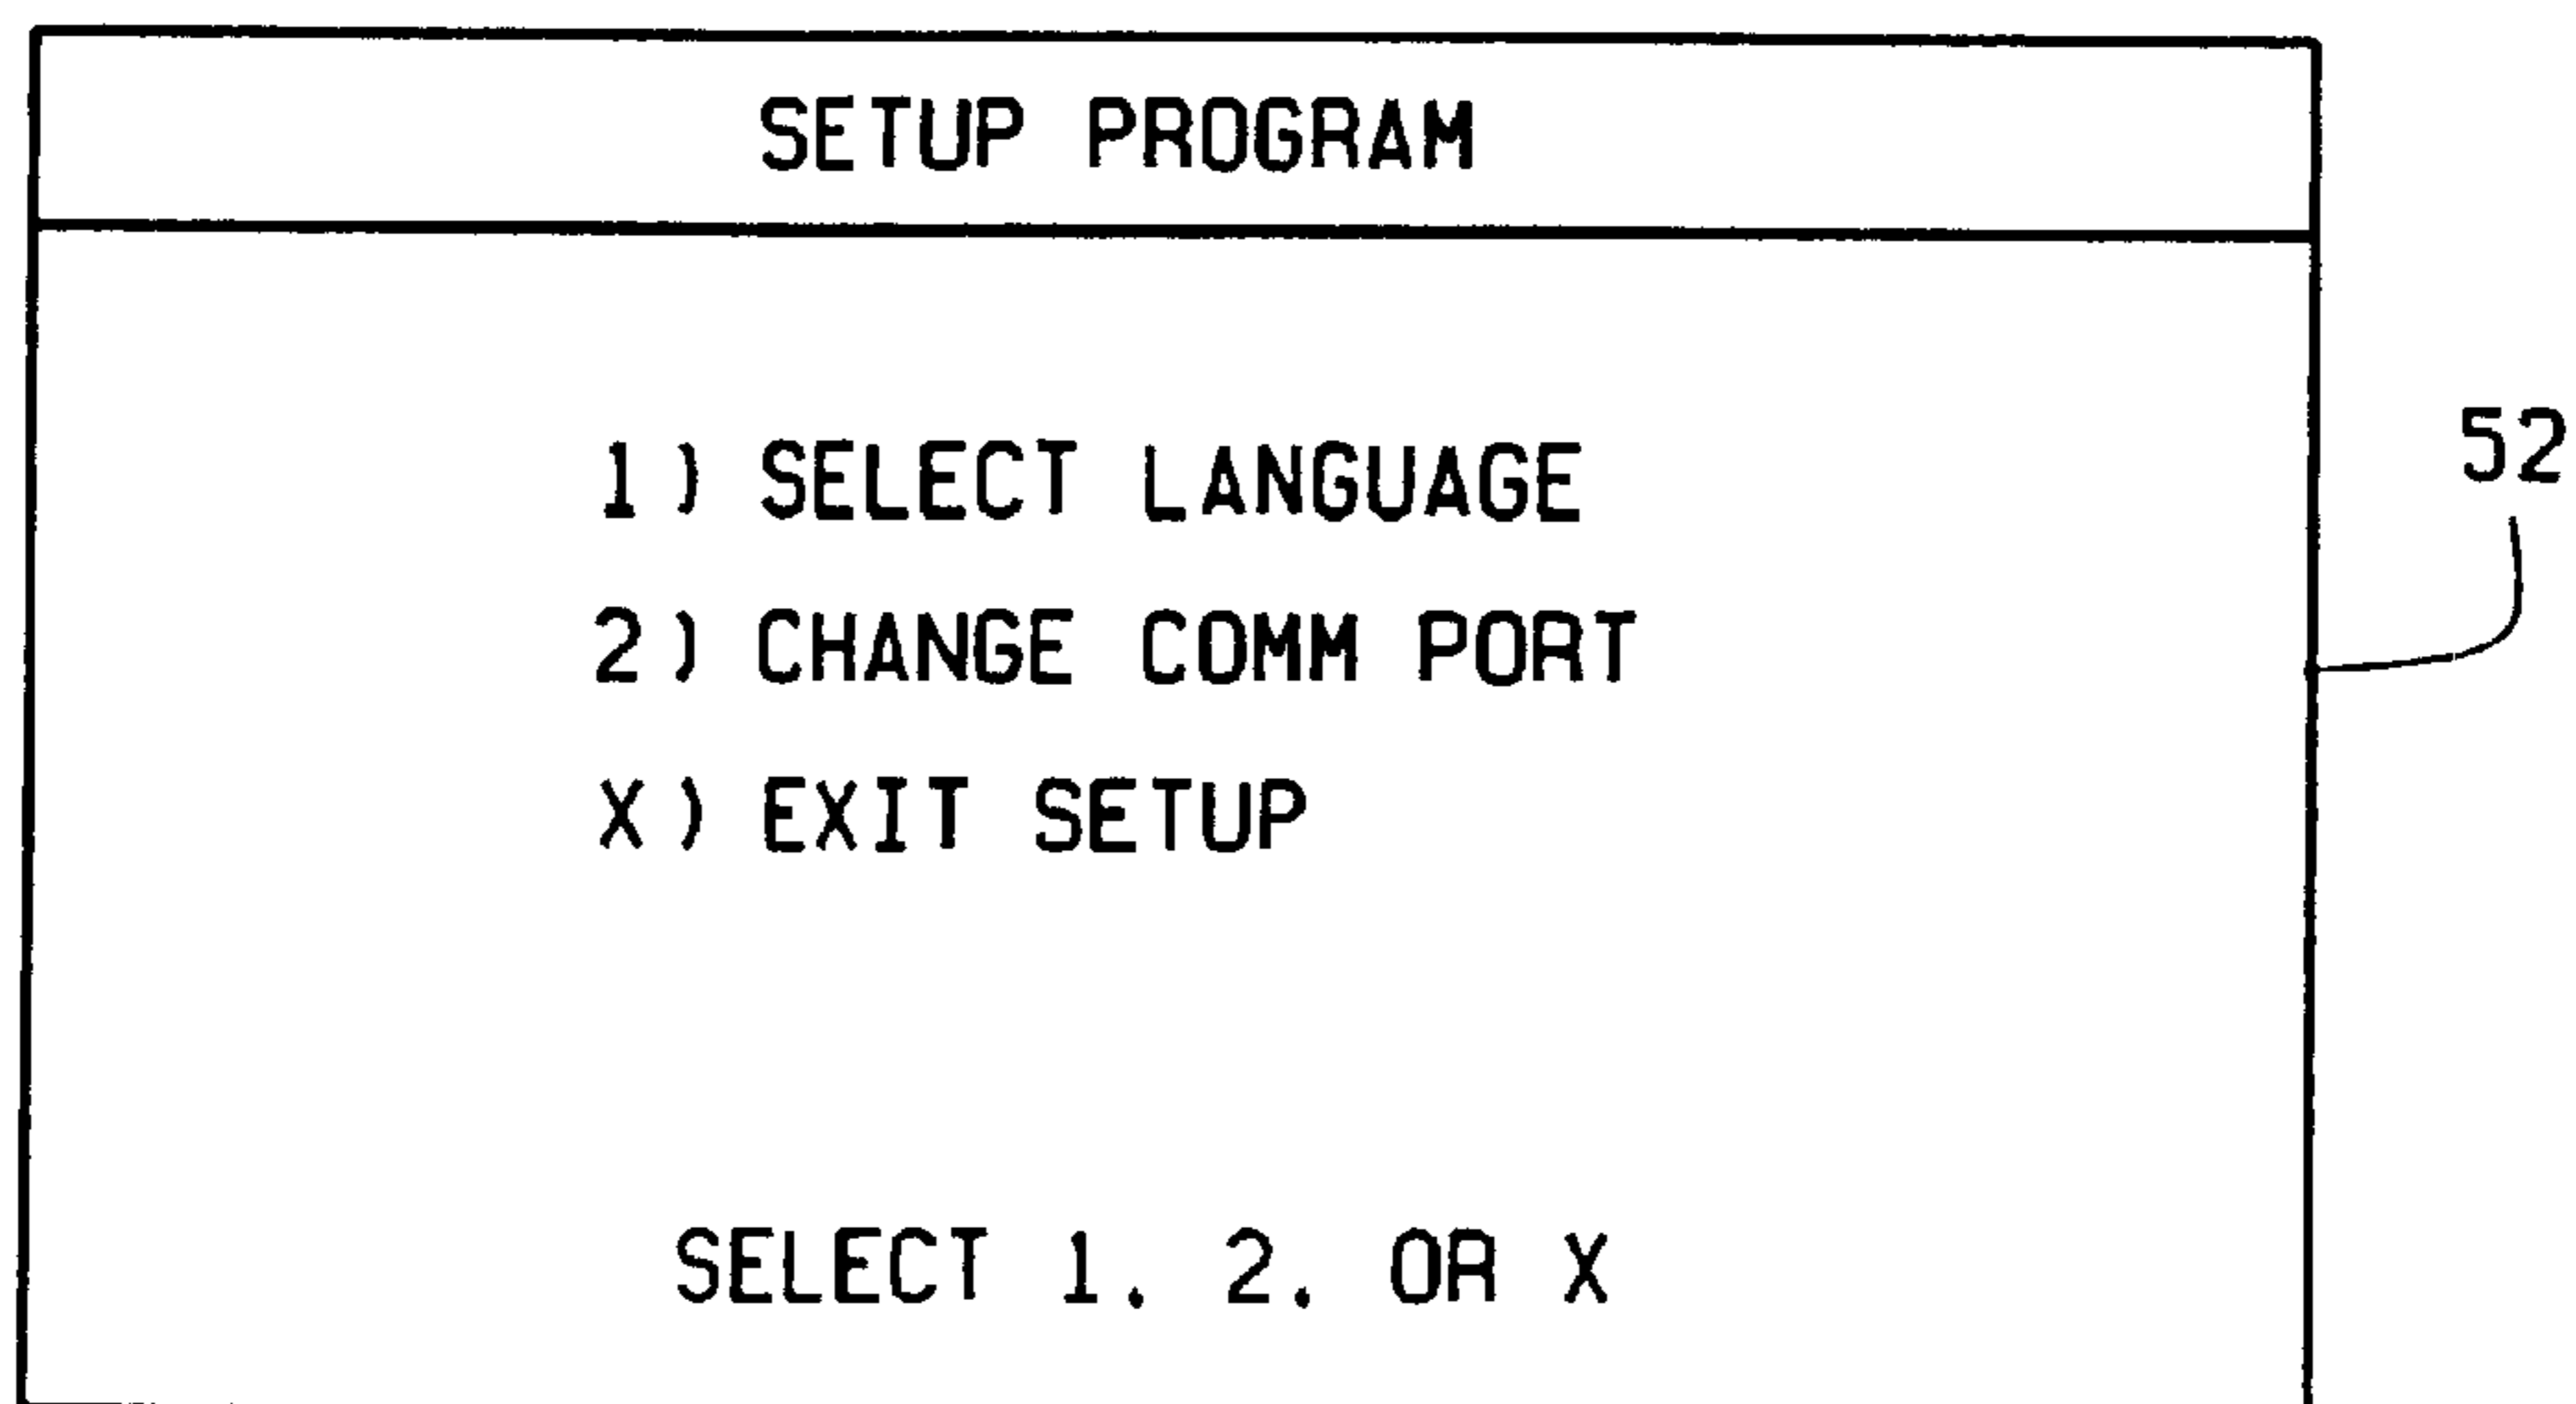 SETUP PROGRAM
1) SELECT LANGUAGE
52
2) CHANGE COMM PORT
X) EXIT SETUP
SELECT 1, 2, OR X